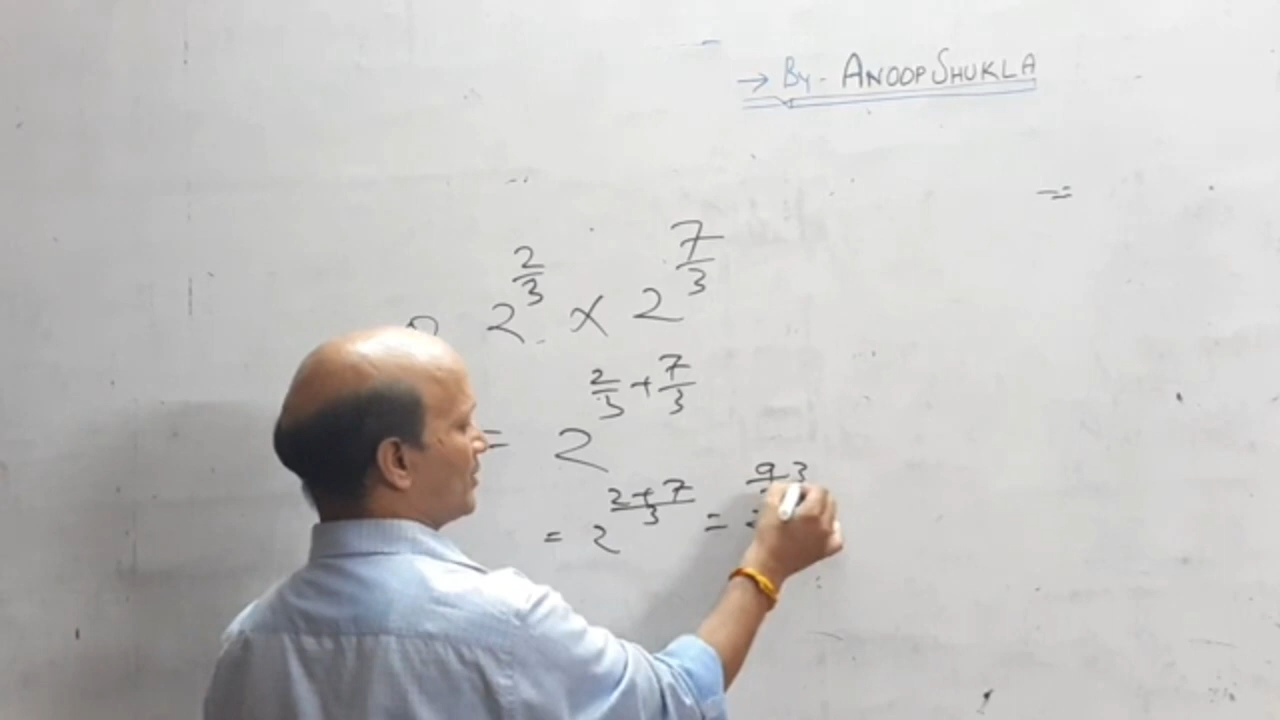 → By - ANOOP SHUKLA
2^(2/3) × 2^(7/3)
= 2^(2/3 + 7/3)
= 2^((2+7)/3) =